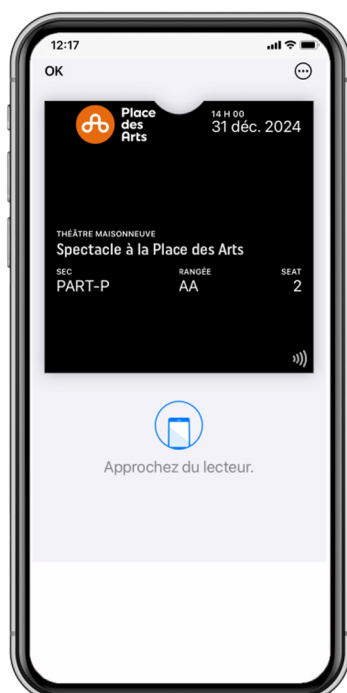 12:17
OK
Place
des
Arts
14 H 00
31 déc. 2024
THÉÂTRE MAISONNEUVE
Spectacle à la Place des Arts
SEC RANGÉE SEAT
PART-P AA 2
Approchez du lecteur.